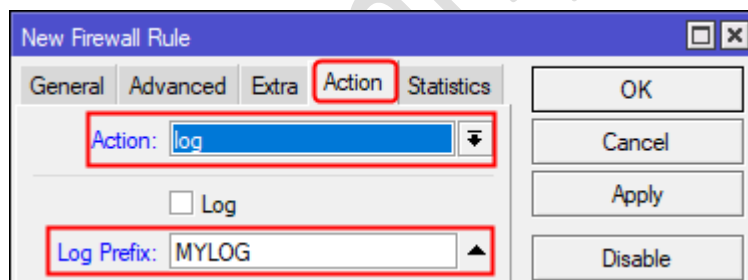 New Firewall Rule
General Advanced Extra Action Statistics
OK
Action: log
Cancel
Log
Apply
Log Prefix: MYLOG
Disable